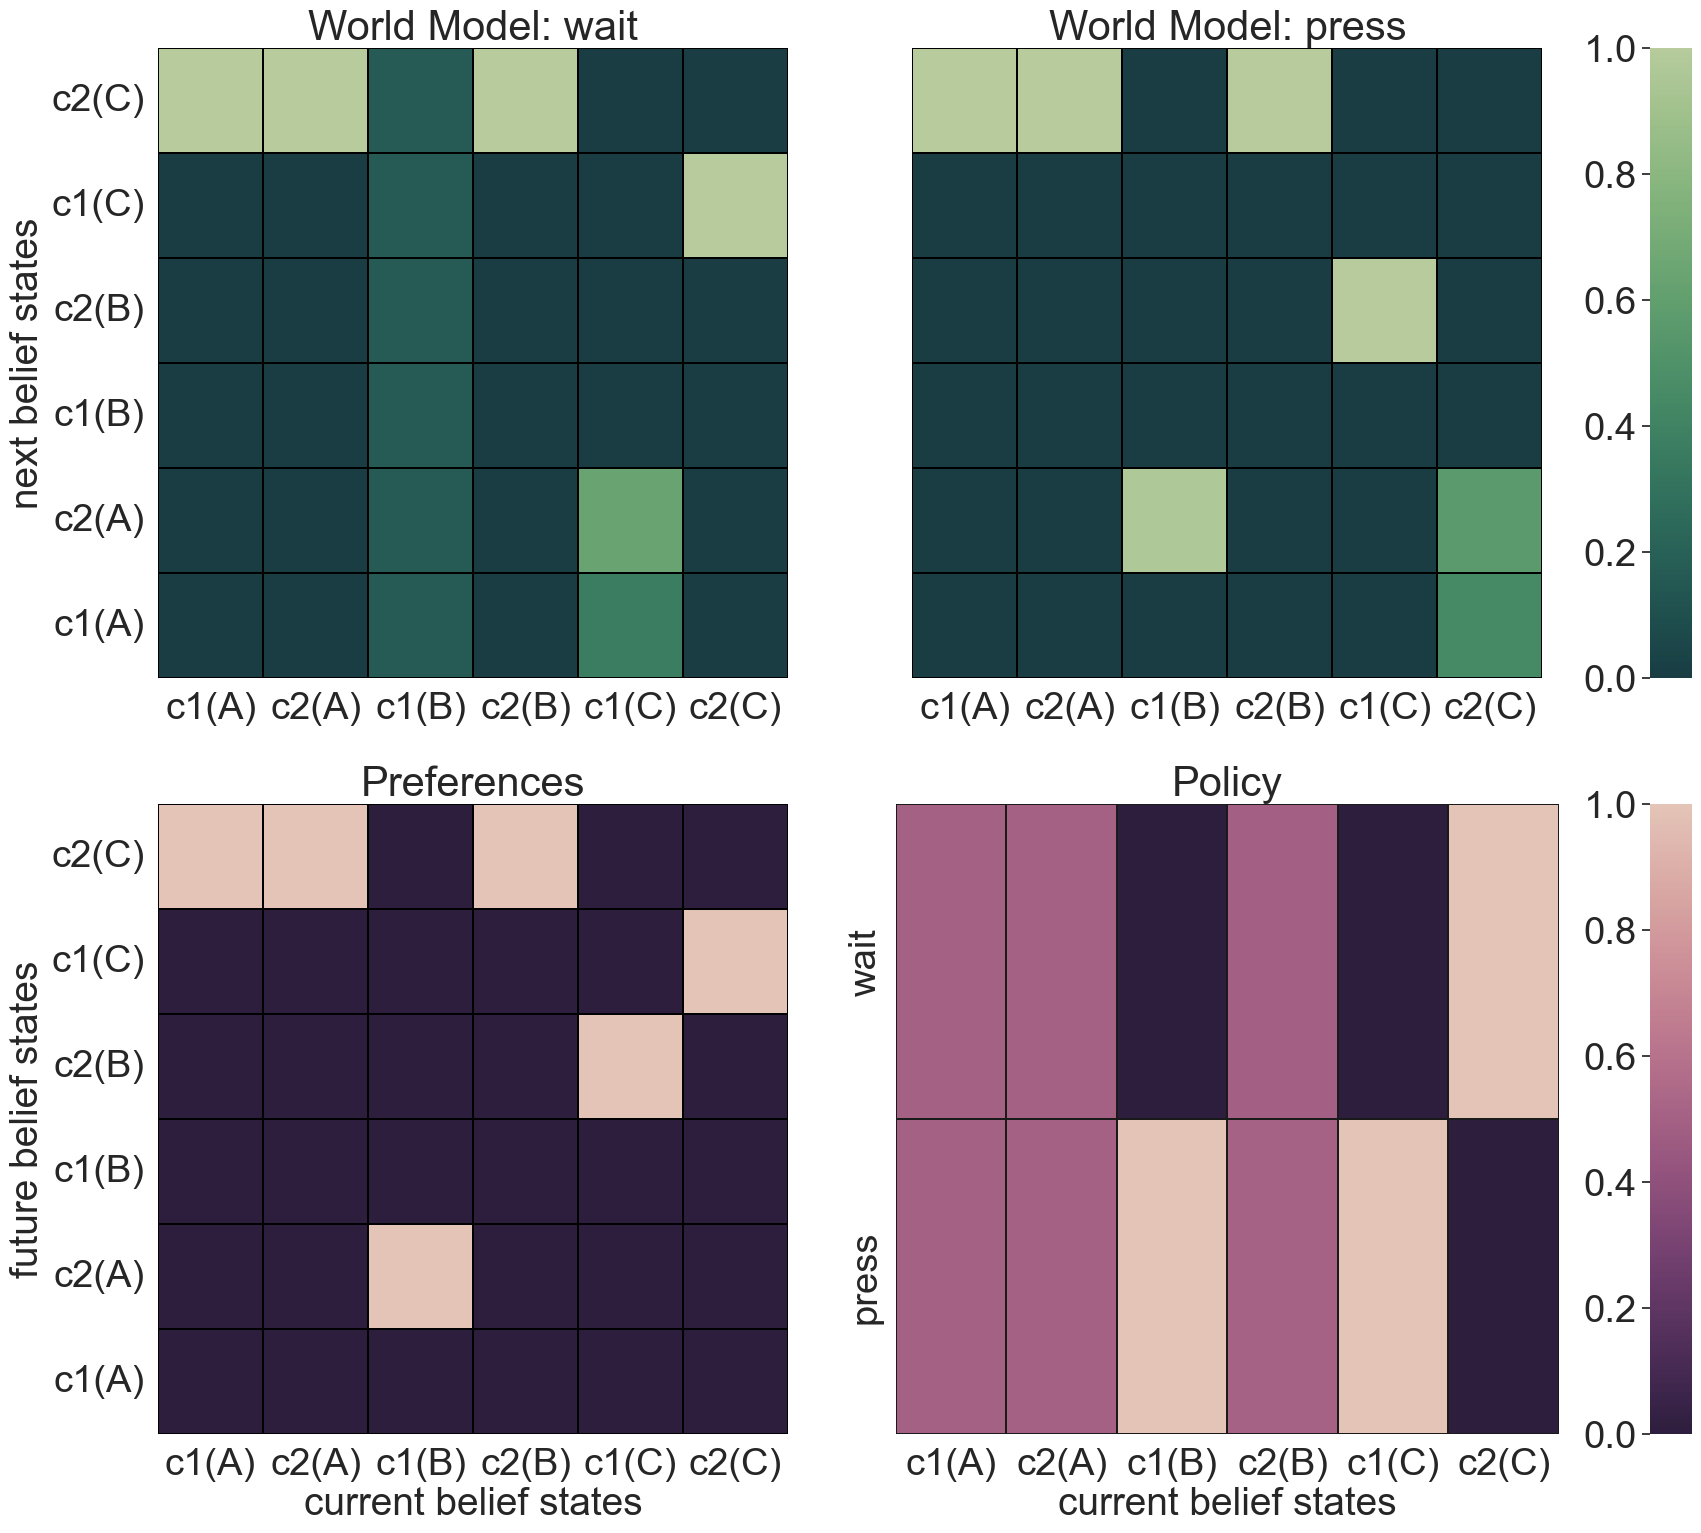 World Model: wait
World Model: press
next belief states
c2(C)
c1(C)
c2(B)
c1(B)
c2(A)
c1(A)
c1(A) c2(A) c1(B) c2(B) c1(C) c2(C)
c1(A) c2(A) c1(B) c2(B) c1(C) c2(C)
1.0
0.8
0.6
0.4
0.2
0.0
Preferences
Policy
future belief states
c2(C)
c1(C)
c2(B)
c1(B)
c2(A)
c1(A)
c1(A) c2(A) c1(B) c2(B) c1(C) c2(C)
current belief states
wait
press
c1(A) c2(A) c1(B) c2(B) c1(C) c2(C)
current belief states
1.0
0.8
0.6
0.4
0.2
0.0